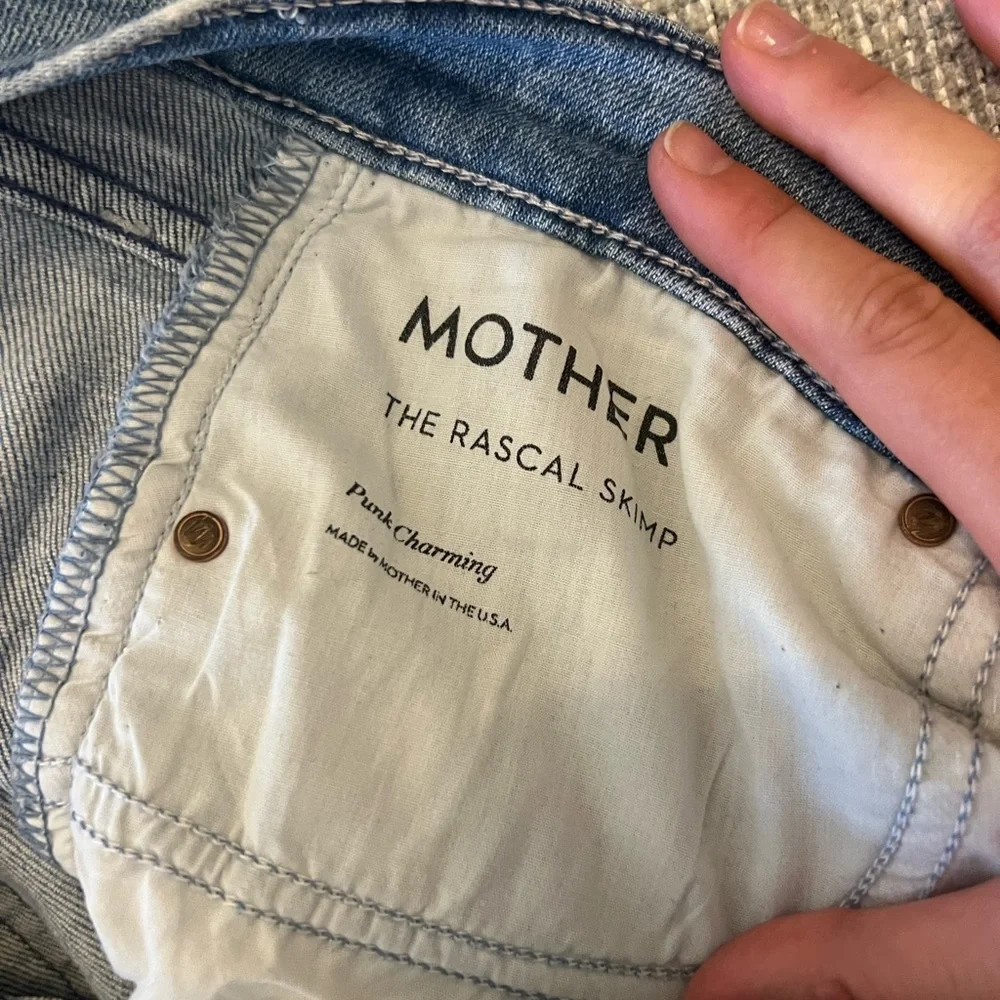 MOTHER
THE RASCAL SKIMP
Punk Charming
MADE by MOTHER IN THE U.S.A.